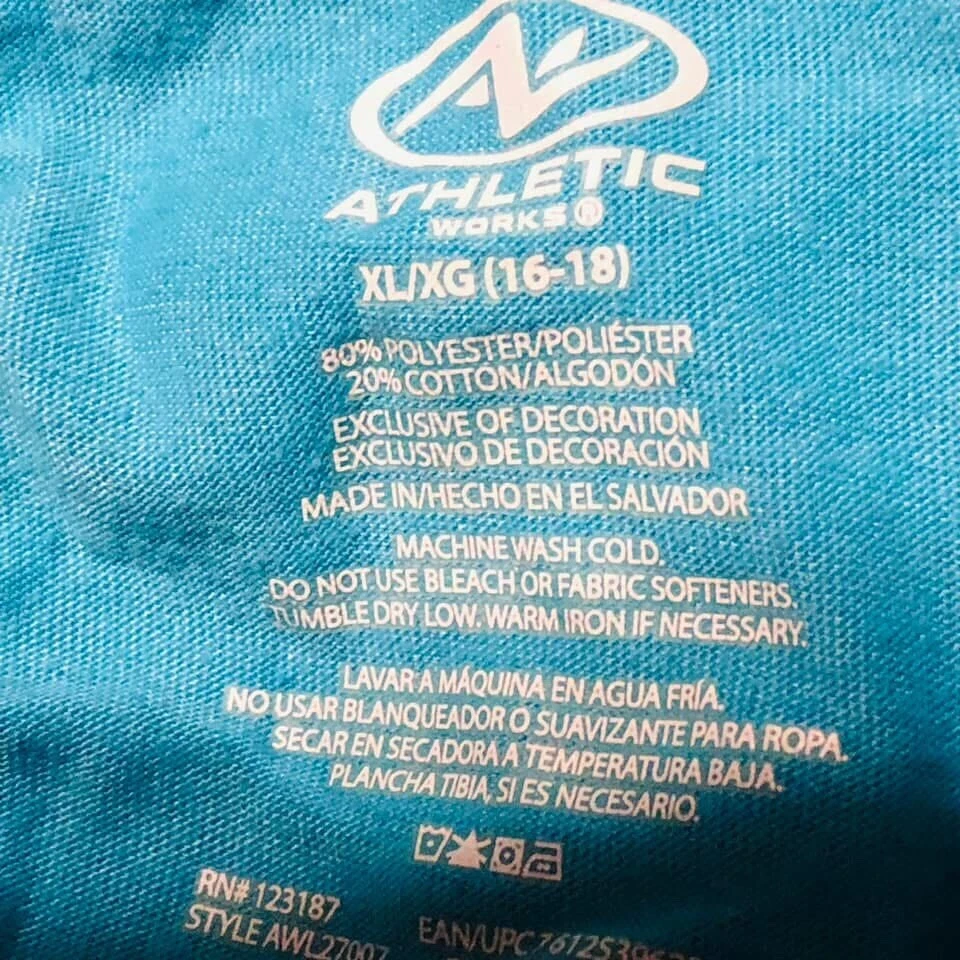 ATHLETIC
WORKS®
XL/XG (16-18)
80% POLYESTER/POLIÉSTER
20% COTTON/ALGODÓN
EXCLUSIVE OF DECORATION
EXCLUSIVO DE DECORACIÓN
MADE IN/HECHO EN EL SALVADOR
MACHINE WASH COLD.
DO NOT USE BLEACH OR FABRIC SOFTENERS.
TUMBLE DRY LOW. WARM IRON IF NECESSARY.
LAVAR A MÁQUINA EN AGUA FRÍA.
NO USAR BLANQUEADOR O SUAVIZANTE PARA ROPA.
SECAR EN SECADORA A TEMPERATURA BAJA.
PLANCHA TIBIA, SI ES NECESARIO.
RN# 123187
STYLE AWL27007
EAN/UPC